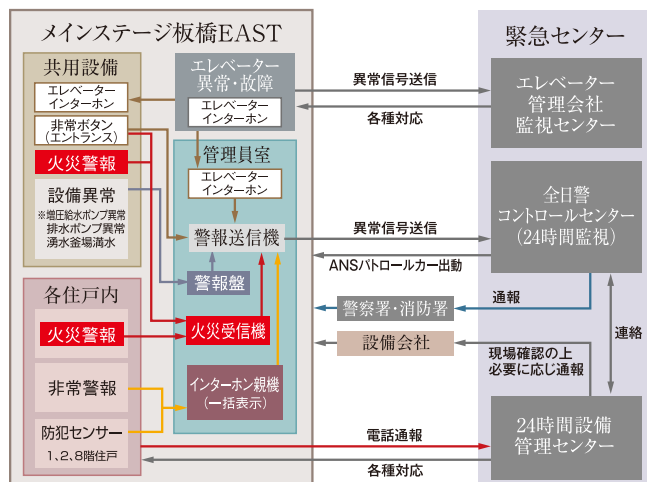 メインステージ板橋EAST
共用設備
エレベーター
インターホン
非常ボタン
(エントランス)
火災警報
設備異常
※増圧給水ポンプ異常
排水ポンプ異常
湧水釜場満水
各住戸内
火災警報
非常警報
防犯センサー
1、2、8階住戸
エレベーター
異常・故障
エレベーター
インターホン
管理員室
エレベーター
インターホン
警報送信機
警報盤
火災受信機
インターホン親機
(一括表示)
異常信号送信
各種対応
異常信号送信
ANSパトロールカー出動
警察署・消防署
通報
設備会社
現場確認の上
必要に応じ通報
連絡
電話通報
各種対応
緊急センター
エレベーター
管理会社
監視センター
全日警
コントロールセンター
(24時間監視)
24時間設備
管理センター